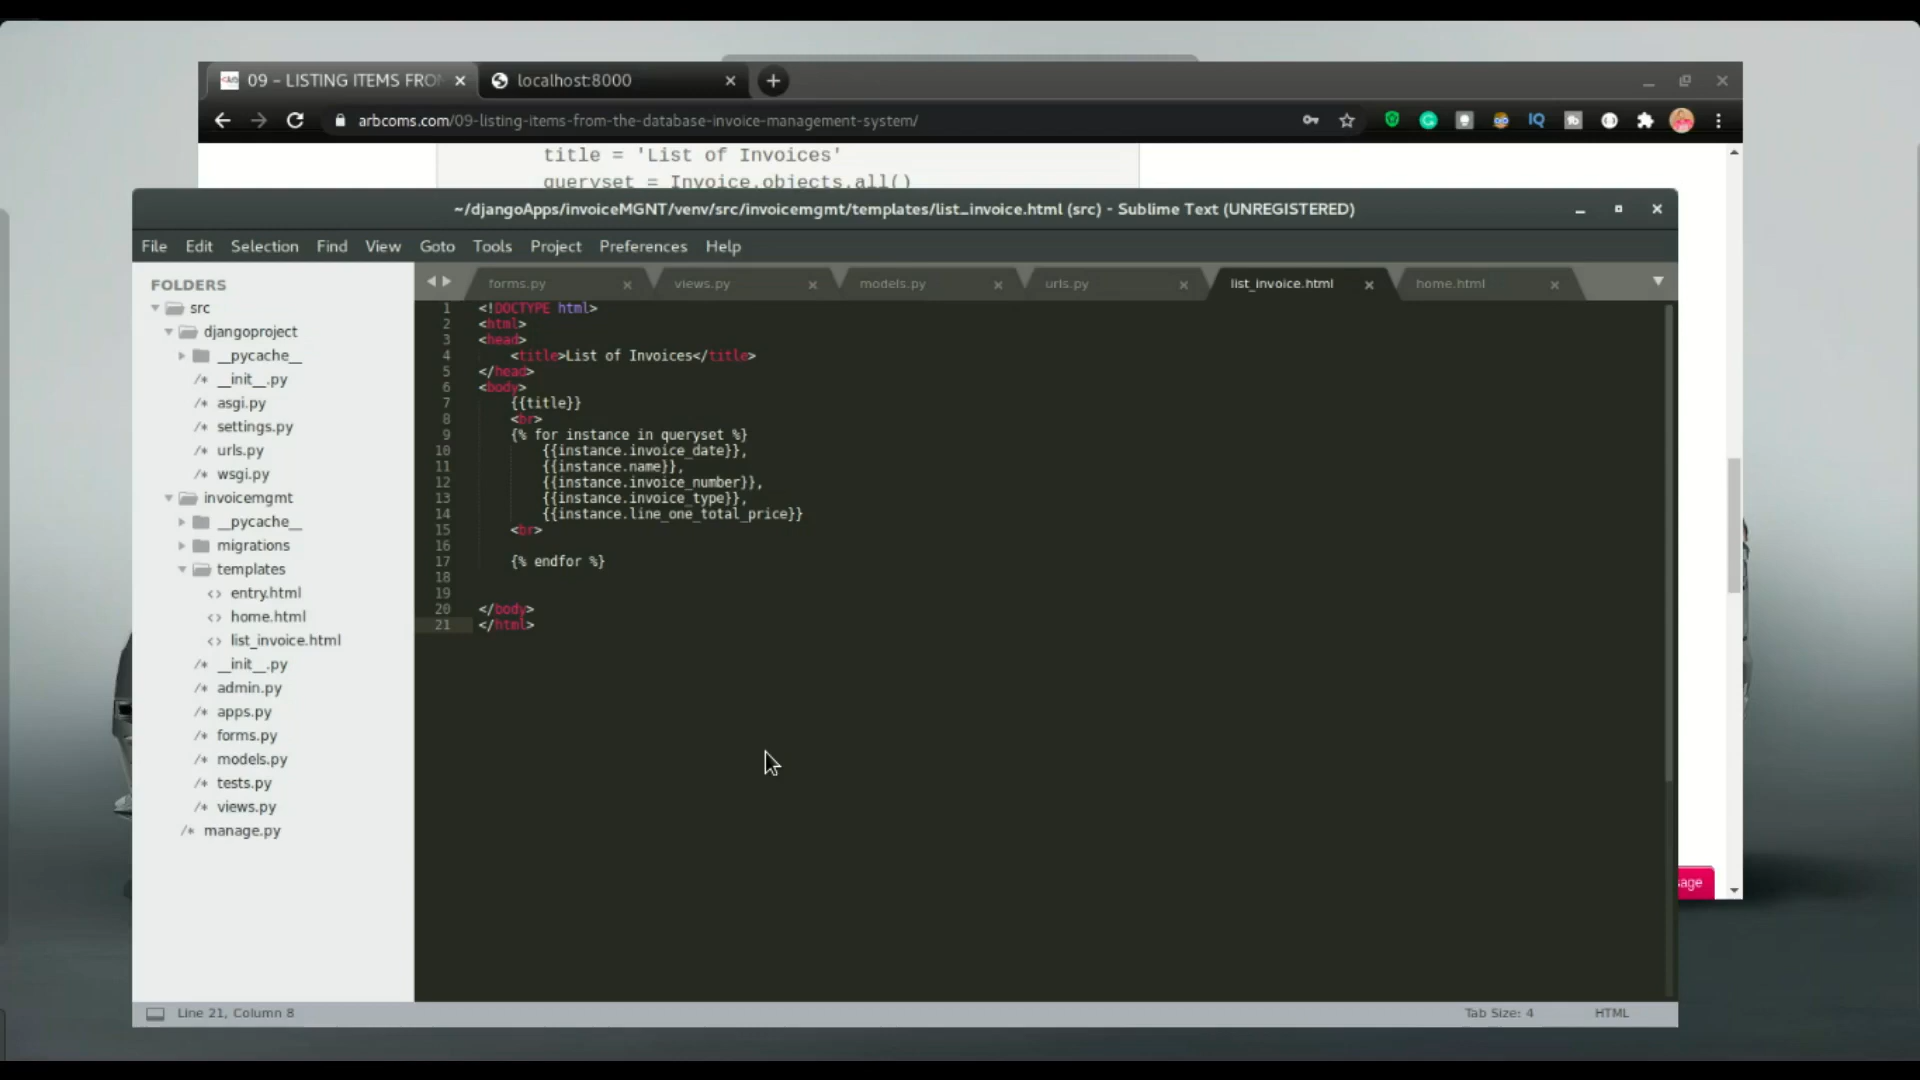 09 – LISTING ITEMS FRO
localhost:8000
arbcoms.com/09-listing-items-from-the-database-invoice-management-system/
IQ
title = 'List of Invoices'
queryset = Invoice.objects.all()
~/djangoApps/invoiceMGNT/venv/src/invoicemgmt/templates/list_invoice.html (src) - Sublime Text (UNREGISTERED)
File Edit Selection Find View Goto Tools Project Preferences Help
FOLDERS
src
djangoproject
__pycache__
/* __init__.py
/* asgi.py
/* settings.py
/* urls.py
/* wsgi.py
invoicemgmt
__pycache__
migrations
templates
<> entry.html
<> home.html
<> list_invoice.html
/* __init__.py
/* admin.py
/* apps.py
/* forms.py
/* models.py
/* tests.py
/* views.py
/* manage.py
forms.py views.py models.py urls.py list_invoice.html home.html
1 <!DOCTYPE html>
2 <html>
3 <head>
4 <title>List of Invoices</title>
5 </head>
6 <body>
7 {{title}}
8 <br>
9 {% for instance in queryset %}
10 {{instance.invoice_date}},
11 {{instance.name}},
12 {{instance.invoice_number}},
13 {{instance.invoice_type}},
14 {{instance.line_one_total_price}}
15 <br>
16
17 {% endfor %}
18
19
20 </body>
21 </html>
sage
Line 21, Column 8
Tab Size: 4
HTML